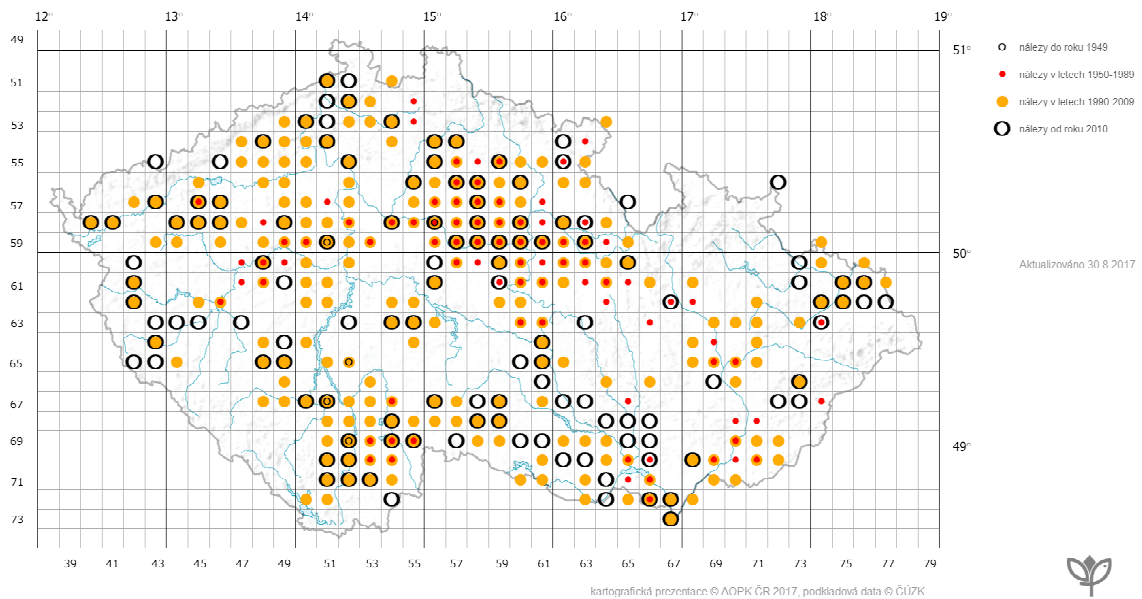 12° 13° 14° 15° 16° 17° 18° 19°
49
51°
51
53
55
57
59
50°
61
63
65
67
69
49°
71
73
39 41 43 45 47 49 51 53 55 57 59 61 63 65 67 69 71 73 75 77 79
nálezy do roku 1949
nálezy v letech 1950-1989
nálezy v letech 1990-2009
nálezy od roku 2010
Aktualizováno 30.8.2017
kartografická prezentace © AOPK ČR 2017, podkladová data © ČÚZK